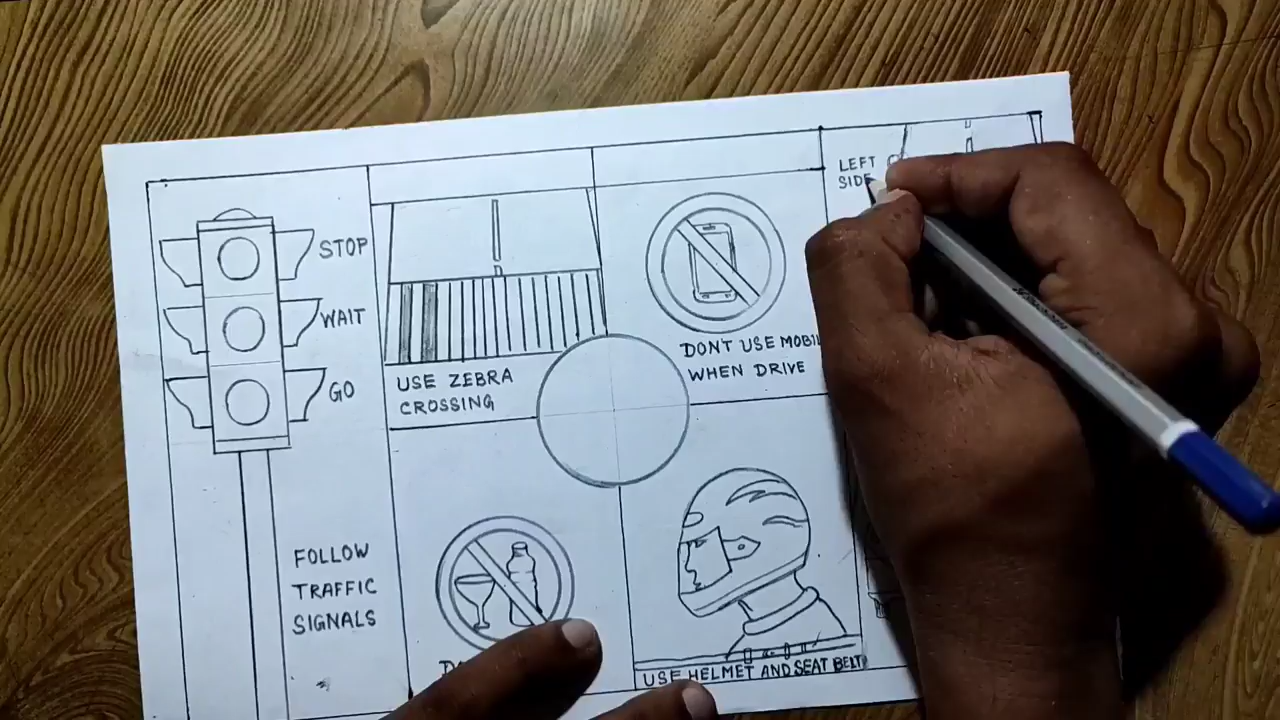 STOP
WAIT
GO
FOLLOW
TRAFFIC
SIGNALS
USE ZEBRA
CROSSING
DON'T USE MOBIL
WHEN DRIVE
USE HELMET AND SEAT BELT
LEFT
SIDE